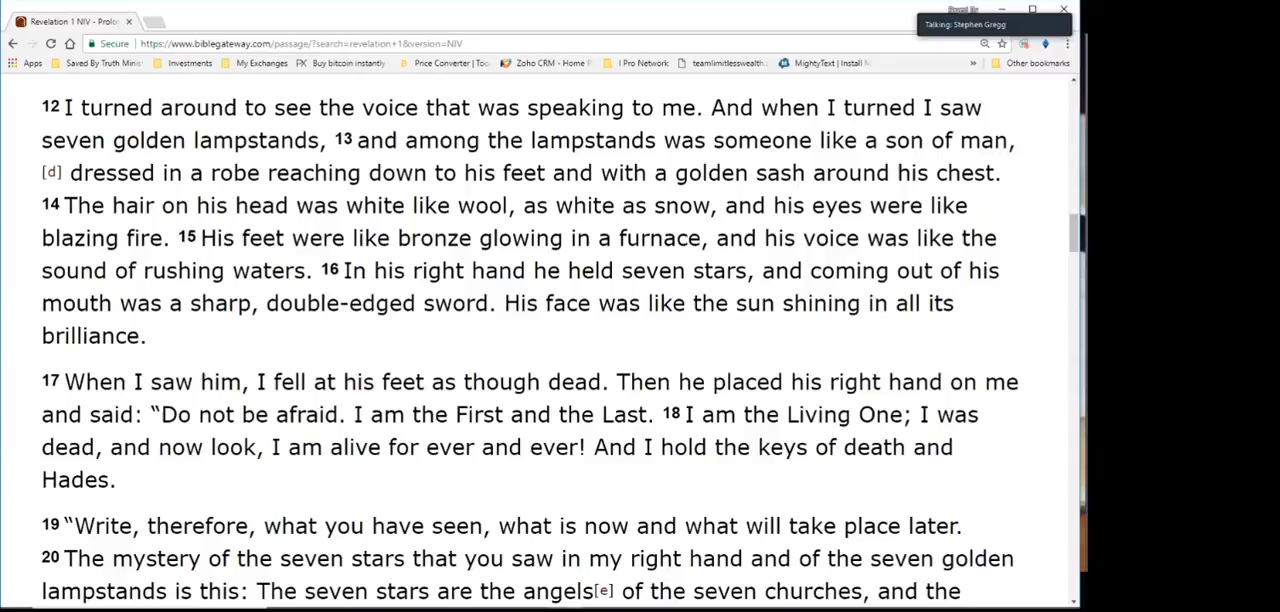 Revelation 1 NIV - Prolo
Talking: Stephen Gregg
Secure https://www.biblegateway.com/passage/?search=revelation+1&version=NIV
Apps Saved By Truth Mini Investments My Exchanges Buy bitcoin instantly Price Converter | Too Zoho CRM - Home P I Pro Network teamlimitlesswealth. MightyText | Install M » Other bookmarks
12 I turned around to see the voice that was speaking to me. And when I turned I saw
seven golden lampstands, 13 and among the lampstands was someone like a son of man,
[d] dressed in a robe reaching down to his feet and with a golden sash around his chest.
14 The hair on his head was white like wool, as white as snow, and his eyes were like
blazing fire. 15 His feet were like bronze glowing in a furnace, and his voice was like the
sound of rushing waters. 16 In his right hand he held seven stars, and coming out of his
mouth was a sharp, double-edged sword. His face was like the sun shining in all its
brilliance.
17 When I saw him, I fell at his feet as though dead. Then he placed his right hand on me
and said: “Do not be afraid. I am the First and the Last. 18 I am the Living One; I was
dead, and now look, I am alive for ever and ever! And I hold the keys of death and
Hades.
19 “Write, therefore, what you have seen, what is now and what will take place later.
20 The mystery of the seven stars that you saw in my right hand and of the seven golden
lampstands is this: The seven stars are the angels[e] of the seven churches, and the